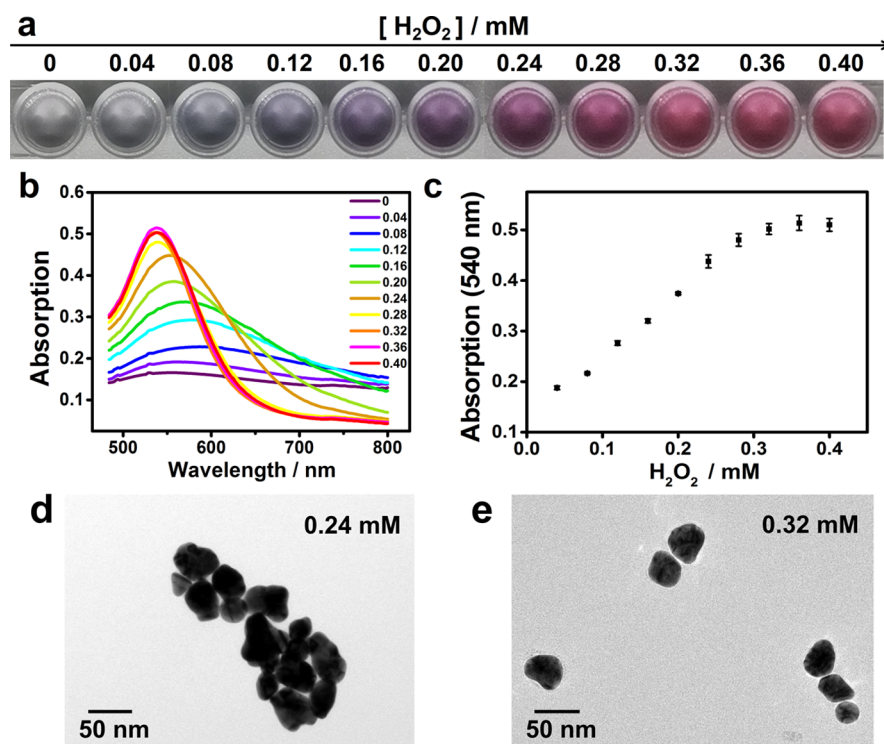 a
[ H₂O₂ ] / mM
0 0.04 0.08 0.12 0.16 0.20 0.24 0.28 0.32 0.36 0.40
b
0.6
0.5
0.4
0.3
0.2
0.1
Absorption
500 600 700 800
Wavelength / nm
0
0.04
0.08
0.12
0.16
0.20
0.24
0.28
0.32
0.36
0.40
c
0.5
0.4
0.3
0.2
0.1
Absorption (540 nm)
0.0 0.1 0.2 0.3 0.4
H₂O₂ / mM
d
0.24 mM
50 nm
e
0.32 mM
50 nm